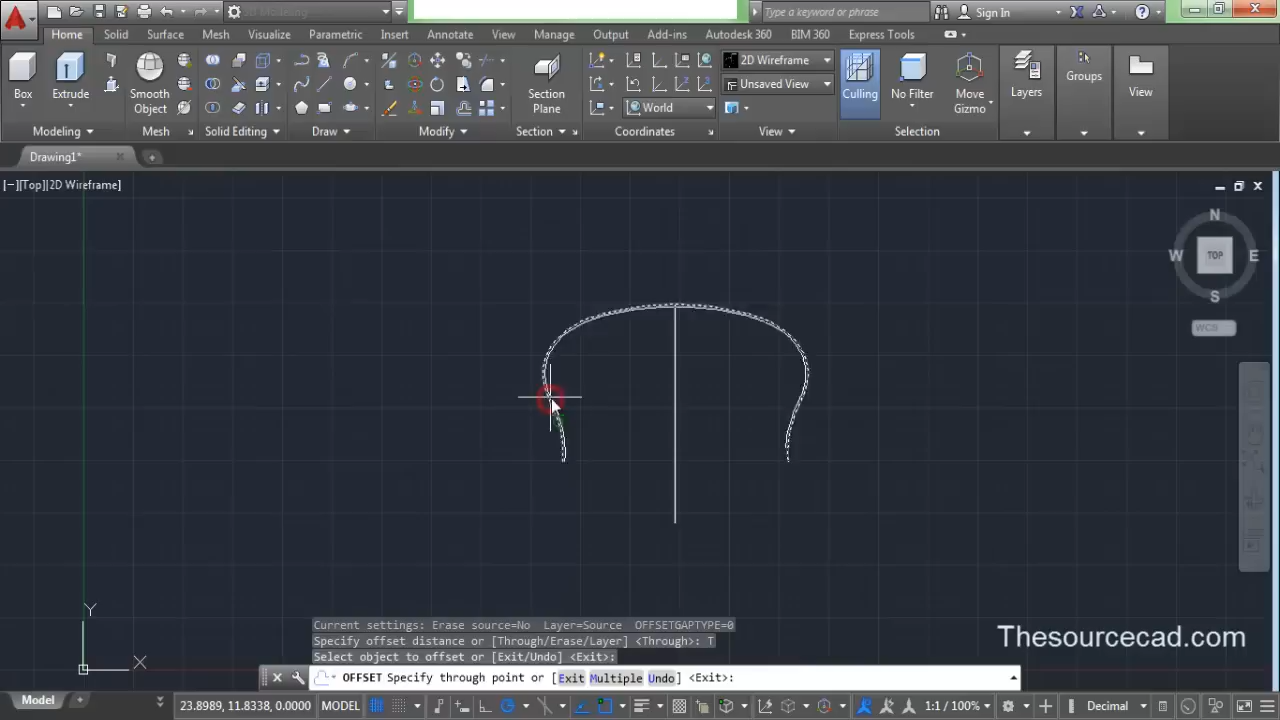 3D Modeling
Type a keyword or phrase
Sign In
Home Solid Surface Mesh Visualize Parametric Insert Annotate View Manage Output Add-ins Autodesk 360 BIM 360 Express Tools
Box Extrude Smooth Object Section Plane
2D Wireframe
Unsaved View
World
Culling No Filter Move Gizmo Layers Groups View
Modeling Mesh Solid Editing Draw Modify Section Coordinates View Selection
Drawing1*
[−][Top][2D Wireframe]
N
W TOP E
S
WCS
Y
X
Current settings: Erase source=No Layer=Source OFFSETGAPTYPE=0
Specify offset distance or [Through/Erase/Layer] <Through>: T
Select object to offset or [Exit/Undo] <Exit>:
OFFSET Specify through point or [Exit Multiple Undo] <Exit>:
Thesourcecad.com
Model
23.8989, 11.8338, 0.0000 MODEL 1:1 / 100% Decimal